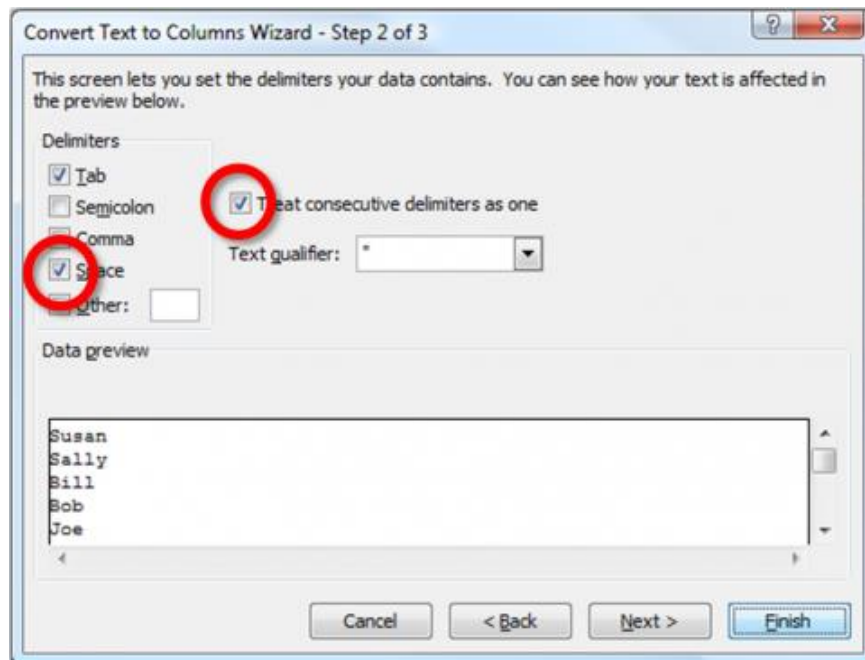 Convert Text to Columns Wizard - Step 2 of 3
This screen lets you set the delimiters your data contains. You can see how your text is affected in
the preview below.
Delimiters
Tab
Semicolon
Comma
Space
Other:
Treat consecutive delimiters as one
Text qualifier: "
Data preview
Susan
Sally
Bill
Bob
Joe
Cancel
< Back
Next >
Finish